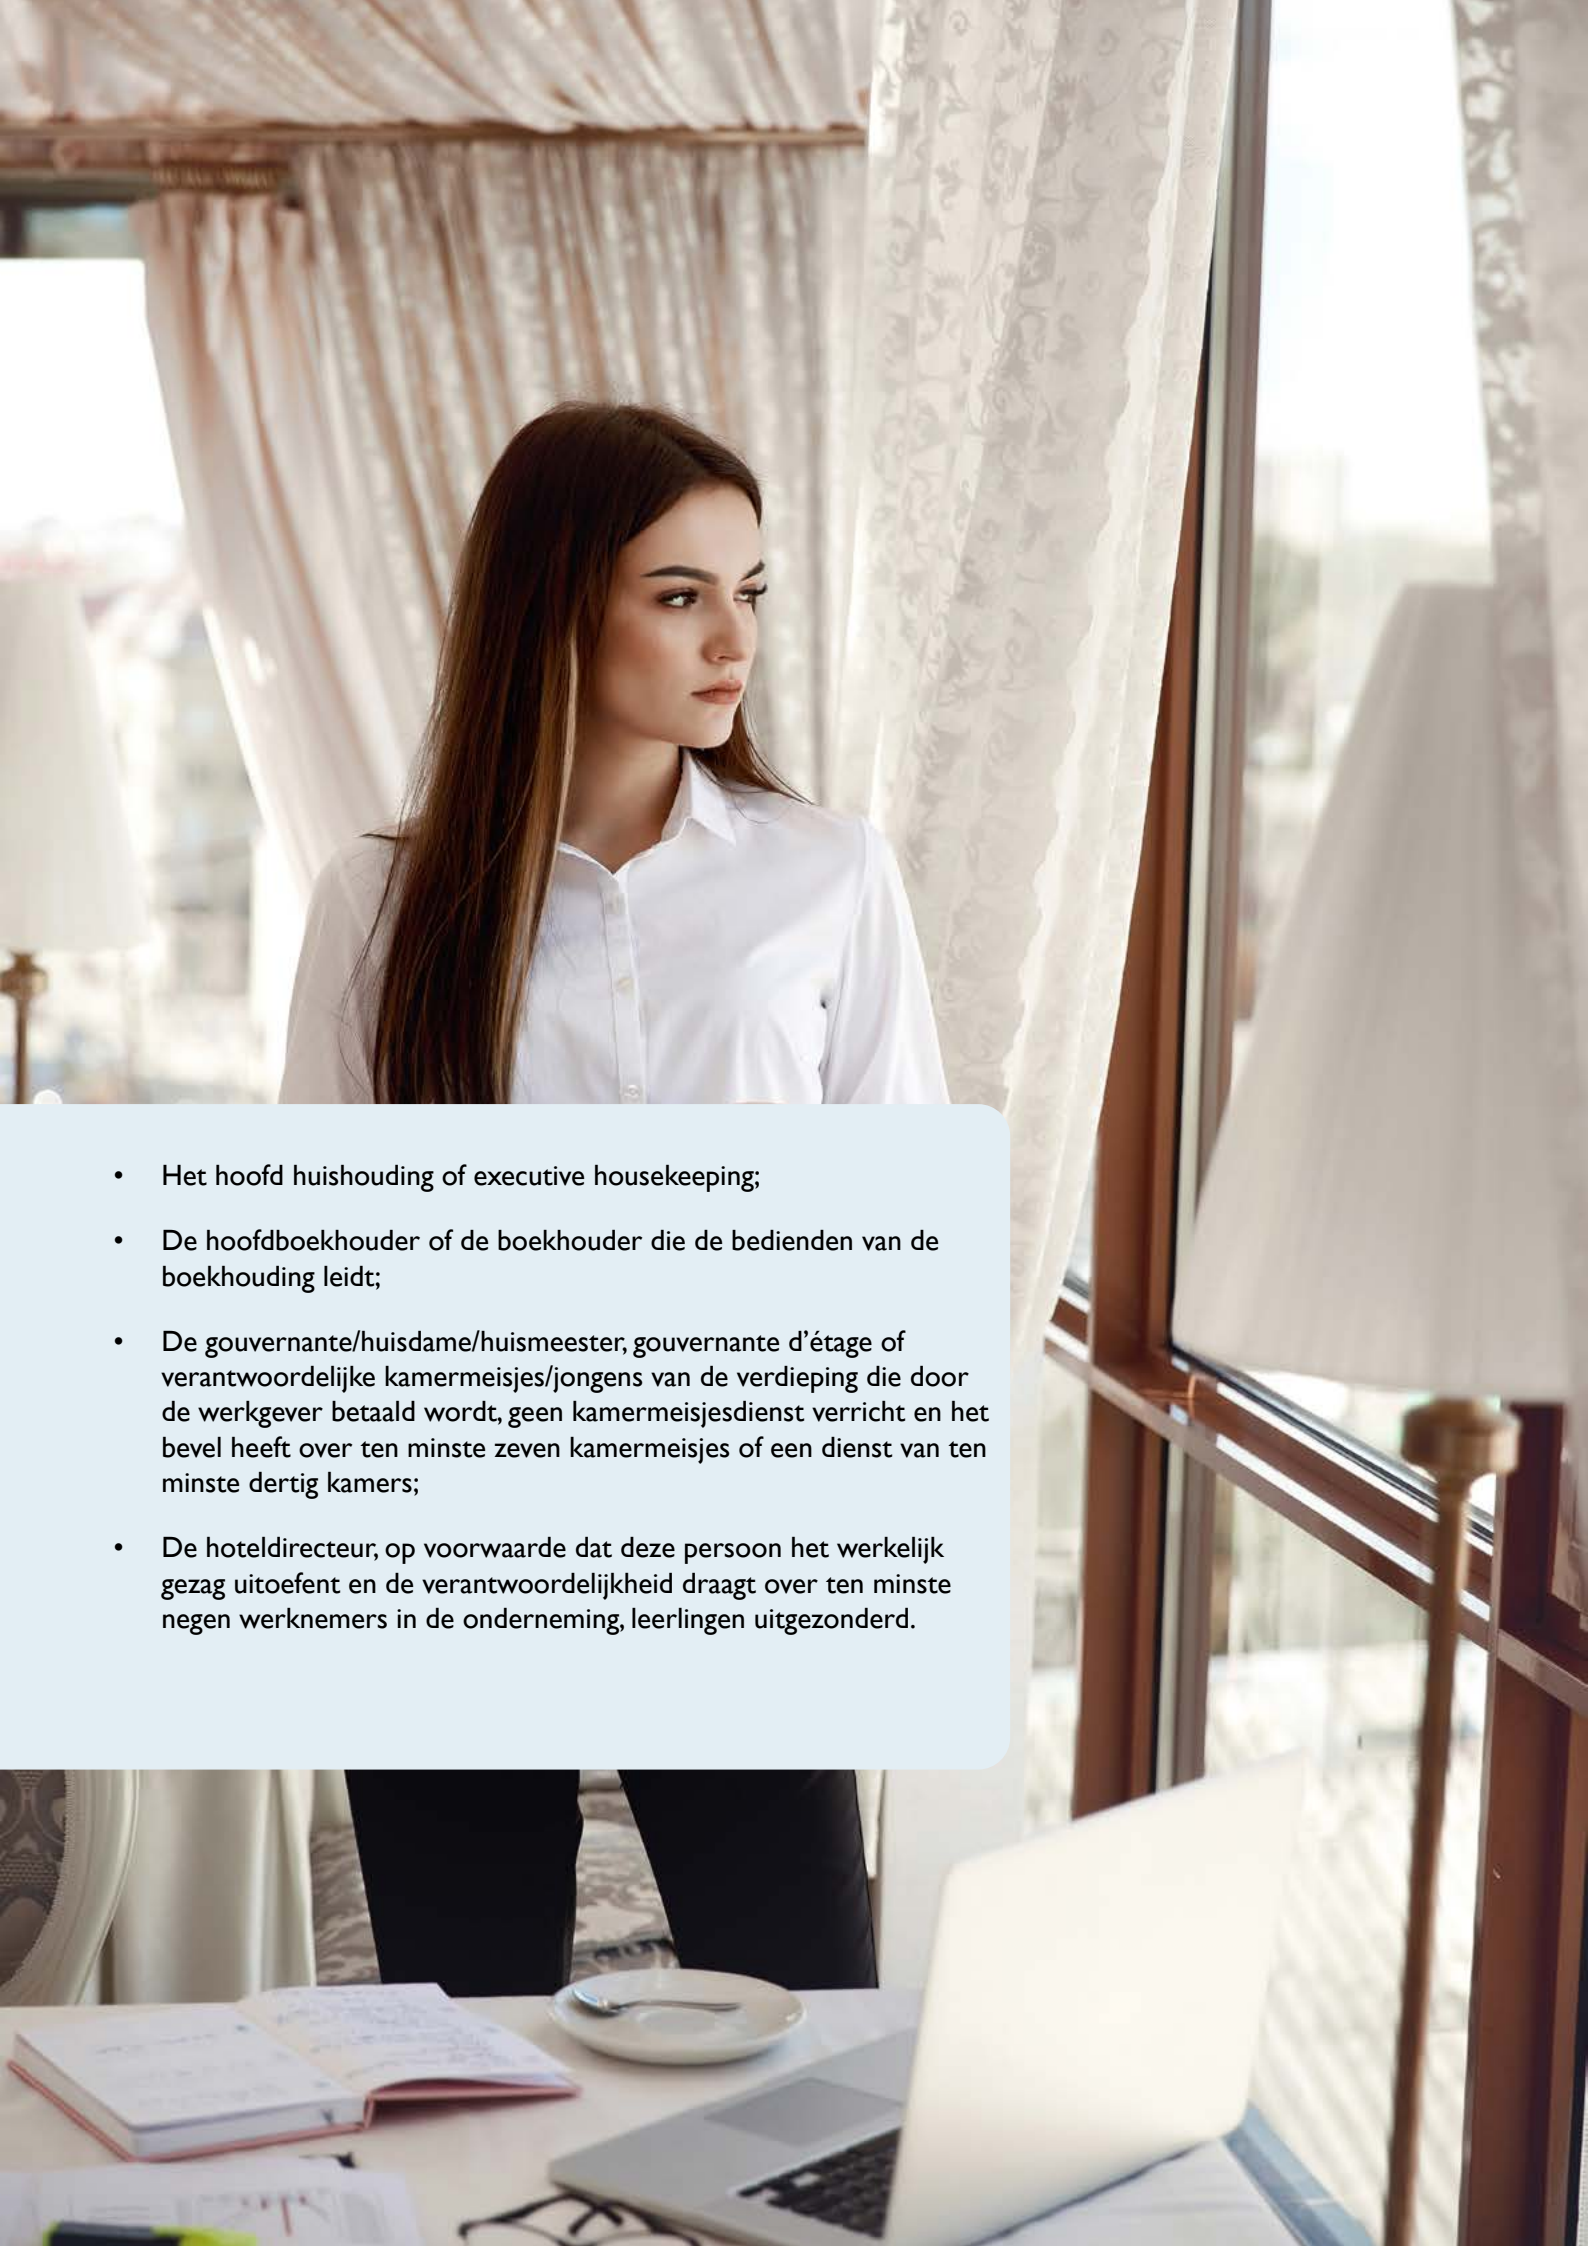 • Het hoofd huishouding of executive housekeeping;
• De hoofdboekhouder of de boekhouder die de bedienden van de
boekhouding leidt;
• De gouvernante/huisdame/huismeester, gouvernante d’étage of
verantwoordelijke kamermeisjes/jongens van de verdieping die door
de werkgever betaald wordt, geen kamermeisjesdienst verricht en het
bevel heeft over ten minste zeven kamermeisjes of een dienst van ten
minste dertig kamers;
• De hoteldirecteur, op voorwaarde dat deze persoon het werkelijk
gezag uitoefent en de verantwoordelijkheid draagt over ten minste
negen werknemers in de onderneming, leerlingen uitgezonderd.